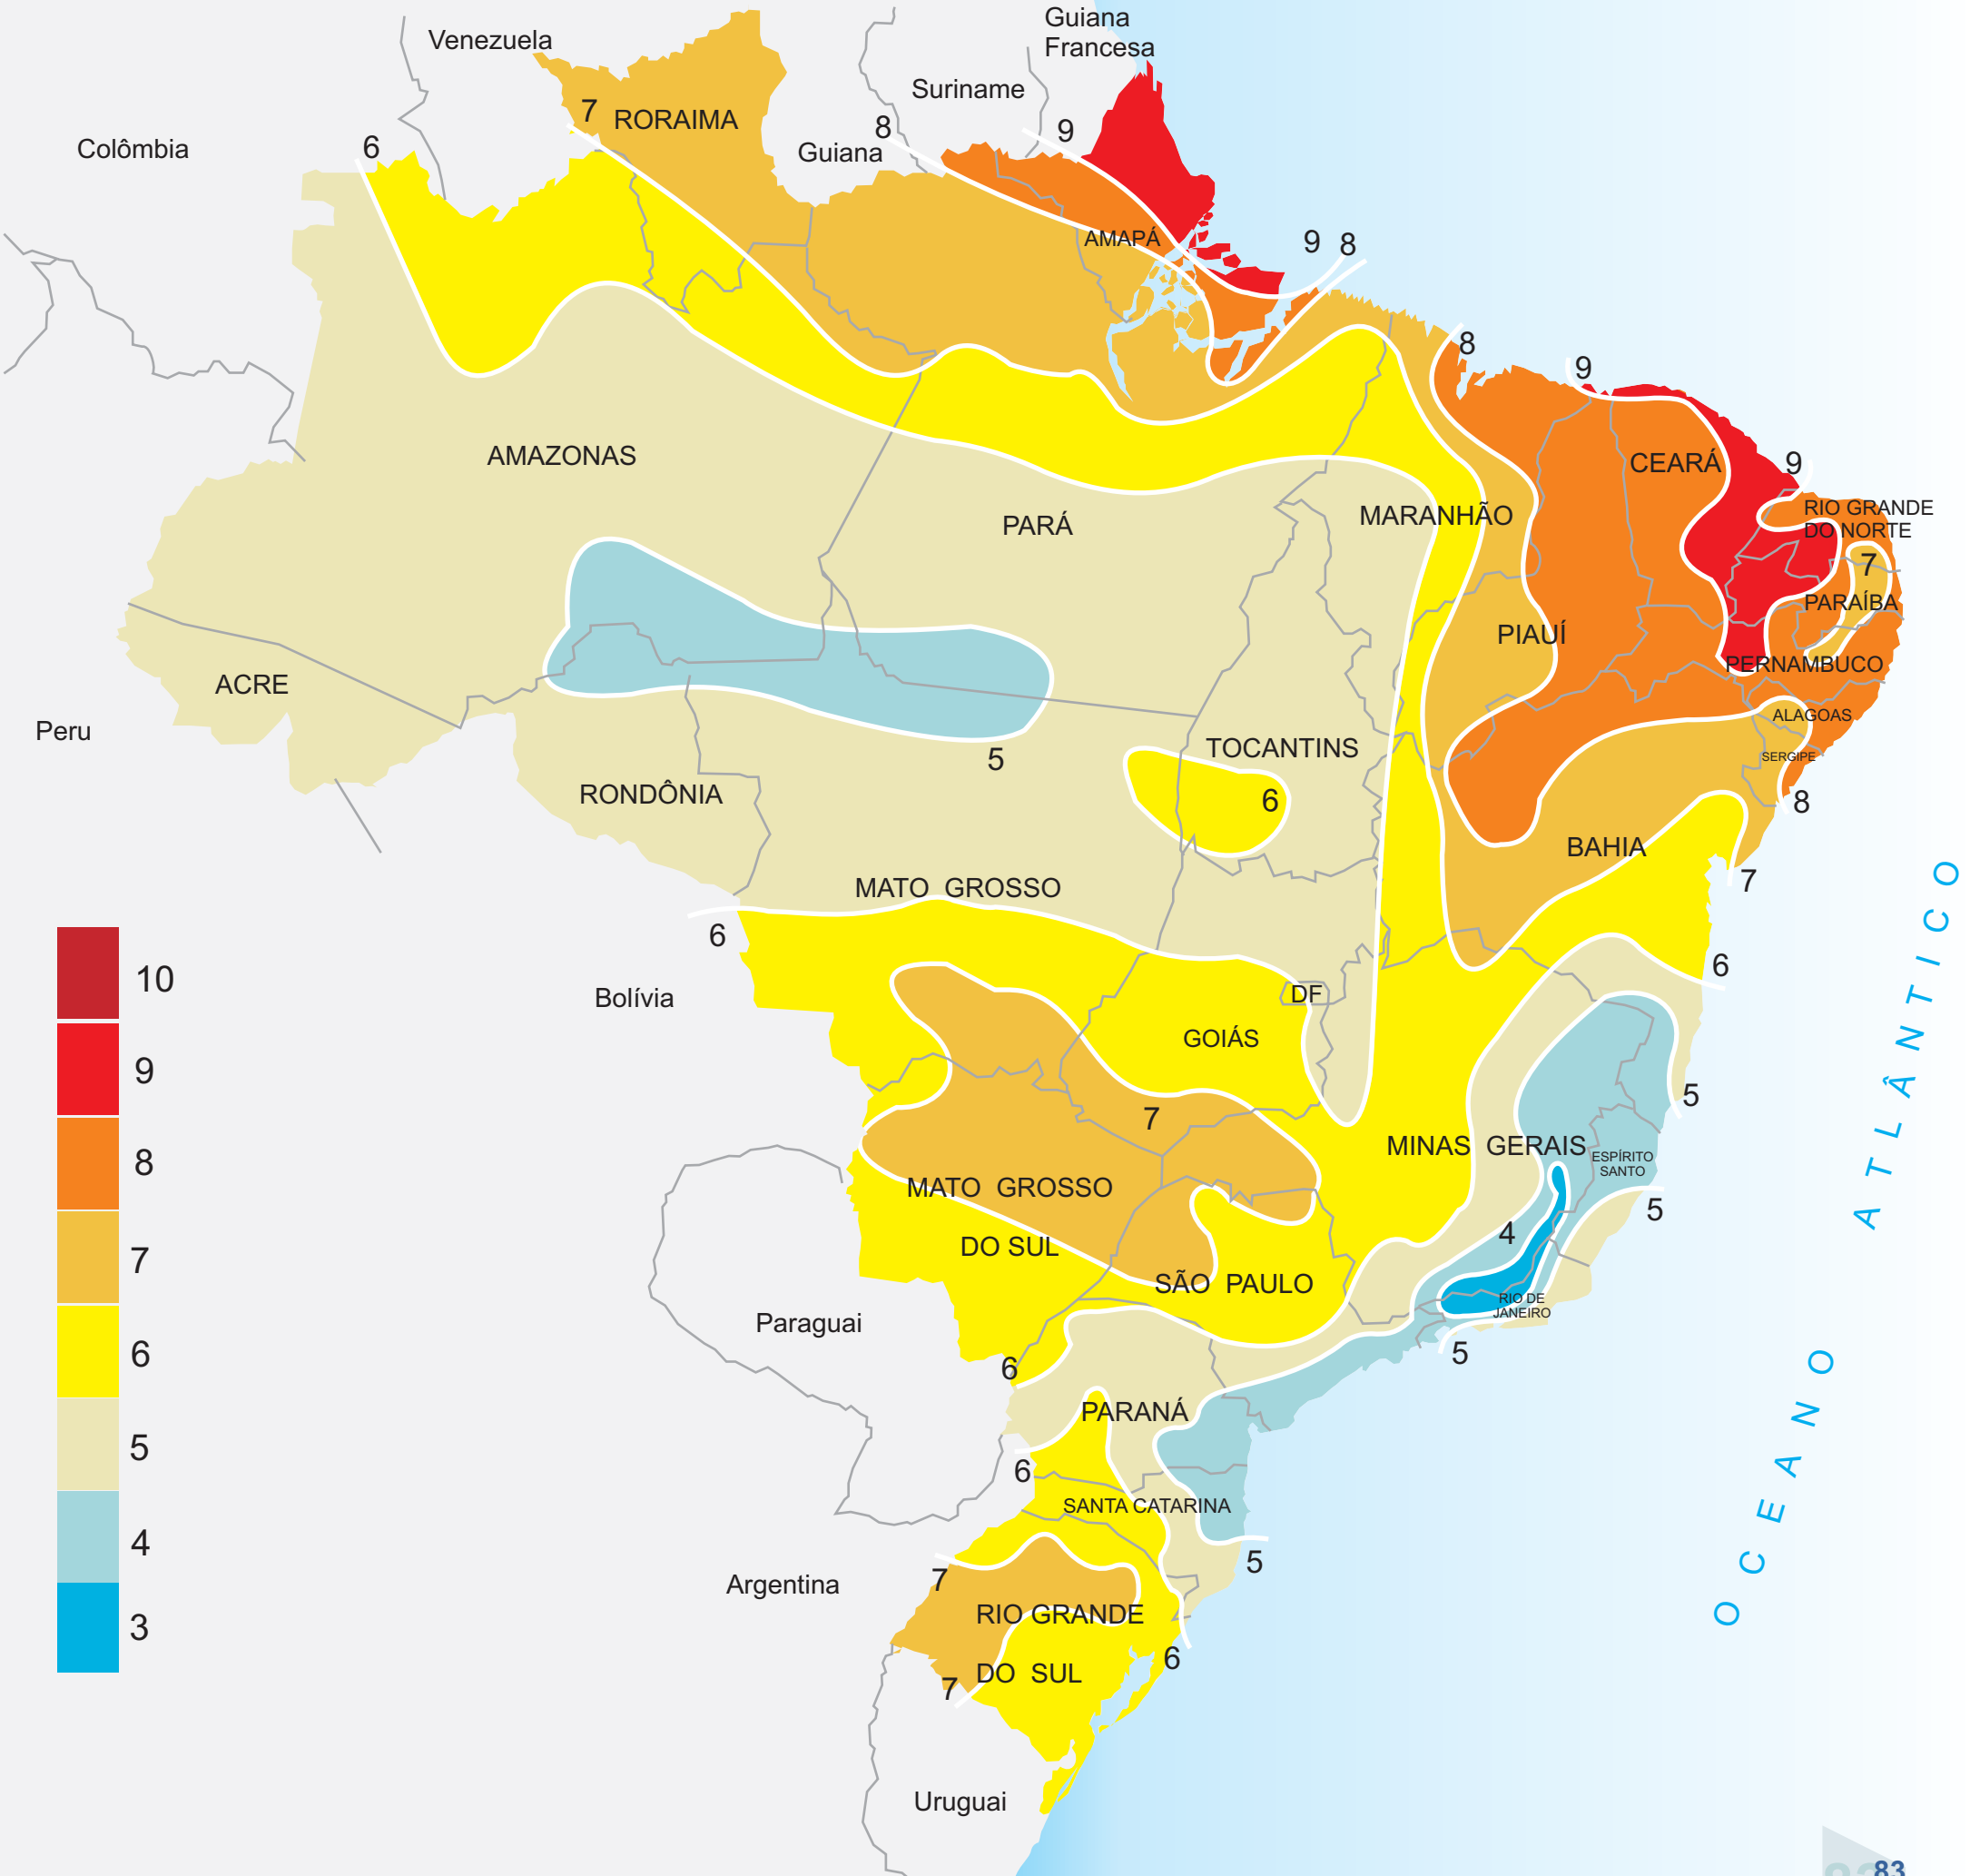 Guiana
Francesa
Venezuela
Suriname
7
RORAIMA
8
9
Colômbia
6
Guiana
AMAPÁ
9 8
8
9
AMAZONAS
CEARÁ
9
PARÁ
MARANHÃO
RIO GRANDE
DO NORTE
7
PARAÍBA
PIAUÍ
PERNAMBUCO
ACRE
Peru
ALAGOAS
5
TOCANTINS
SERGIPE
RONDÔNIA
6
8
BAHIA
MATO GROSSO
7
6
6
10
Bolívia
DF
GOIÁS
9
5
7
MINAS GERAIS
ESPÍRITO
SANTO
8
MATO GROSSO
5
4
DO SUL
7
SÃO PAULO
RIO DE
JANEIRO
Paraguai
6
5
6
PARANÁ
5
6
SANTA CATARINA
4
5
7
Argentina
RIO GRANDE
3
6
DO SUL
7
Uruguai
OCEANO ATLÂNTICO
83
83